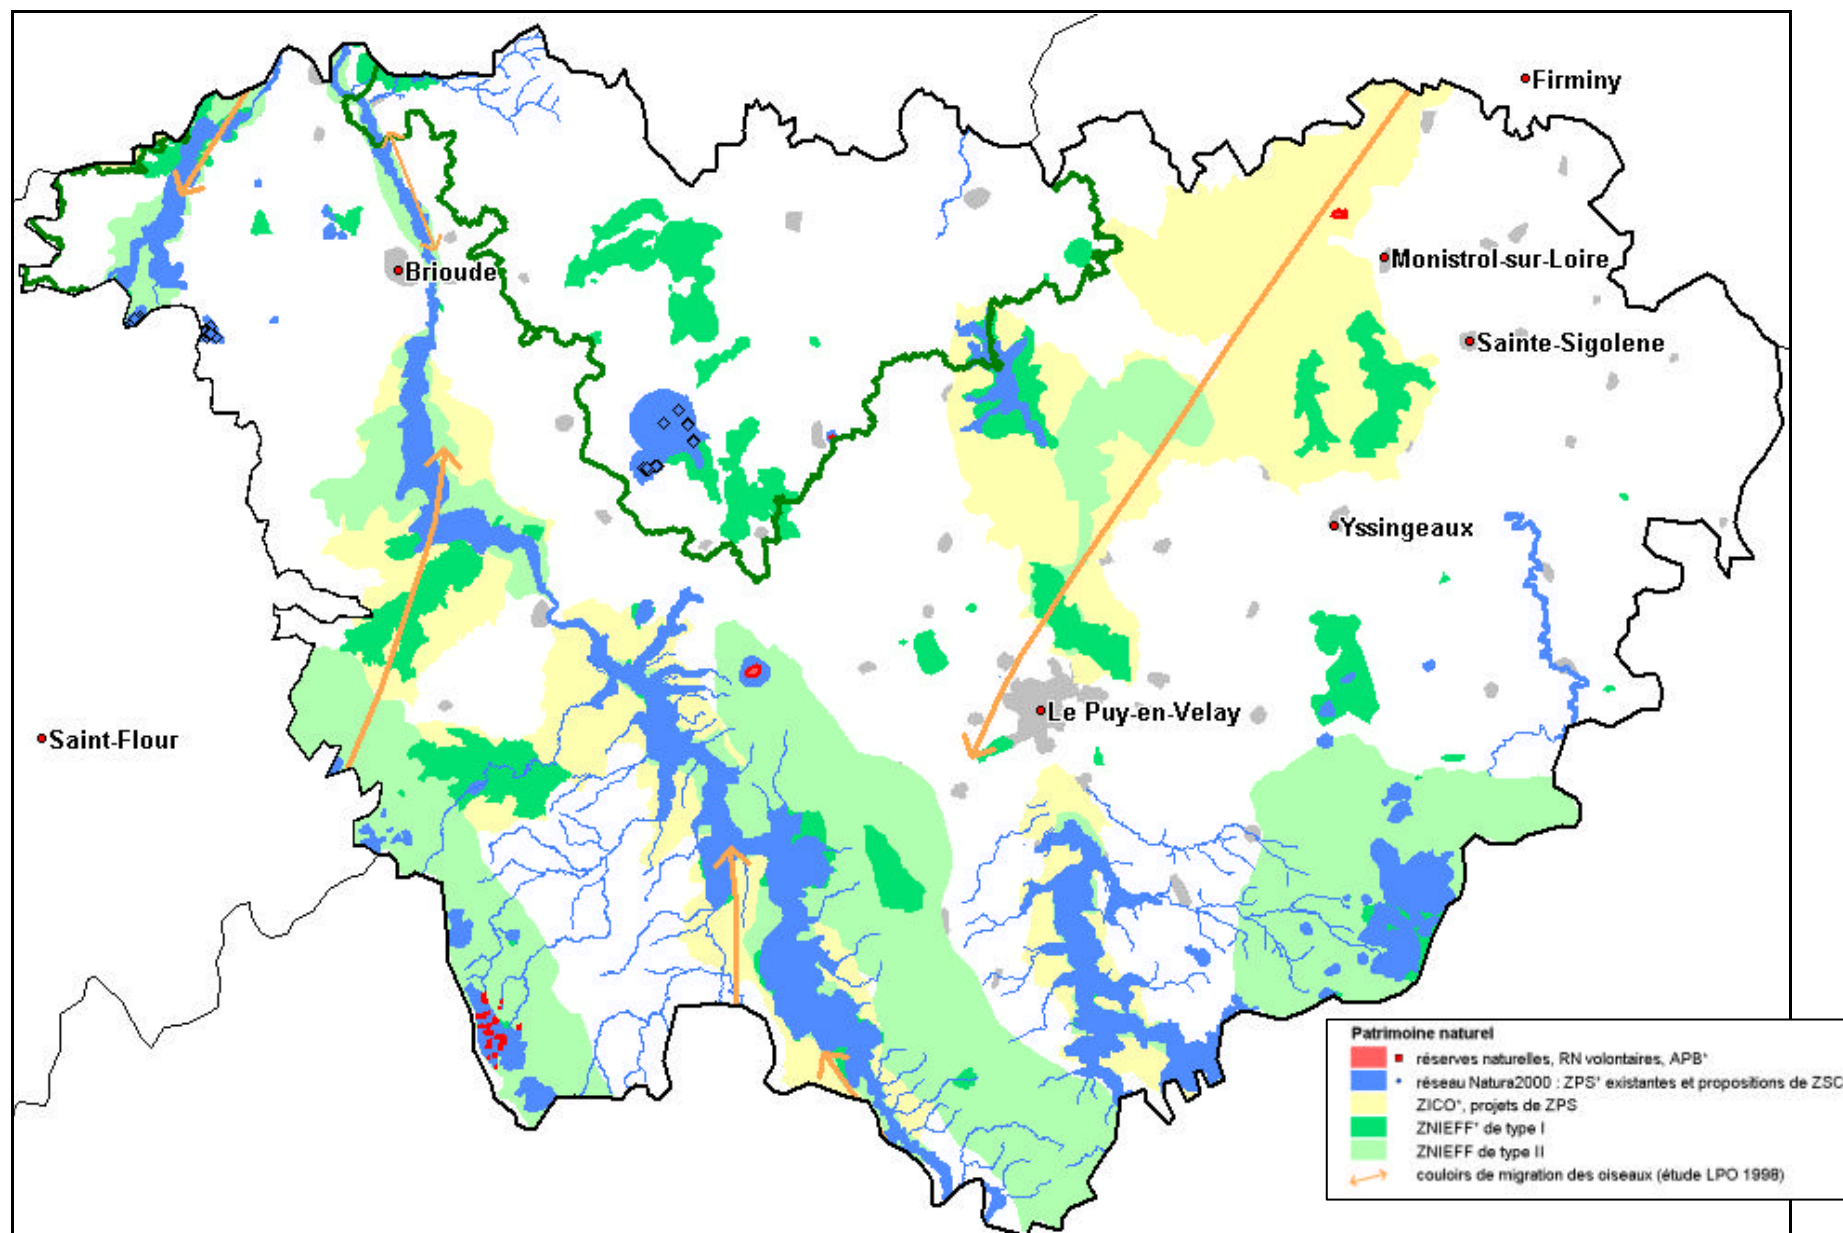 Firminy
Monistrol-sur-Loire
Brioude
Sainte-Sigolene
Yssingeaux
Le Puy-en-Velay
Saint-Flour
Patrimoine naturel
réserves naturelles, RN volontaires, APB*
réseau Natura2000 : ZPS* existantes et propositions de ZSC
ZICO*, projets de ZPS
ZNIEFF* de type I
ZNIEFF de type II
couloirs de migration des oiseaux (étude LPO 1998)